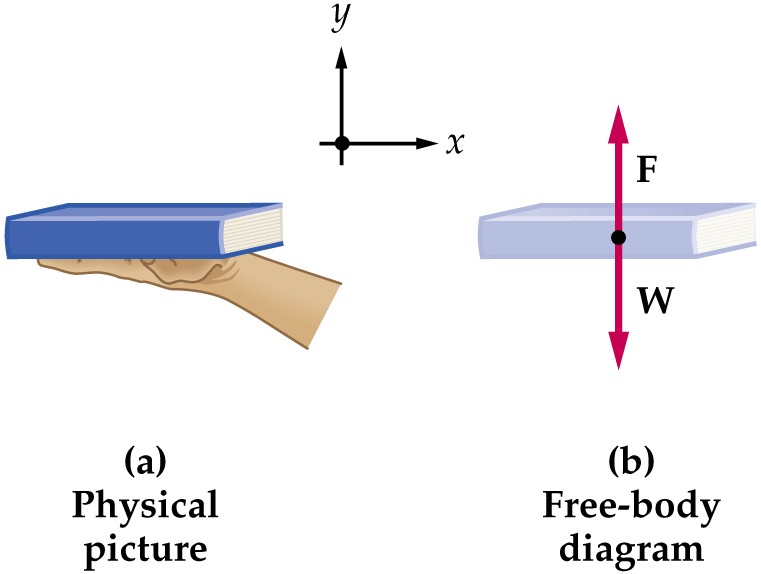 y
x
F
W
(a)
Physical
picture
(b)
Free-body
diagram